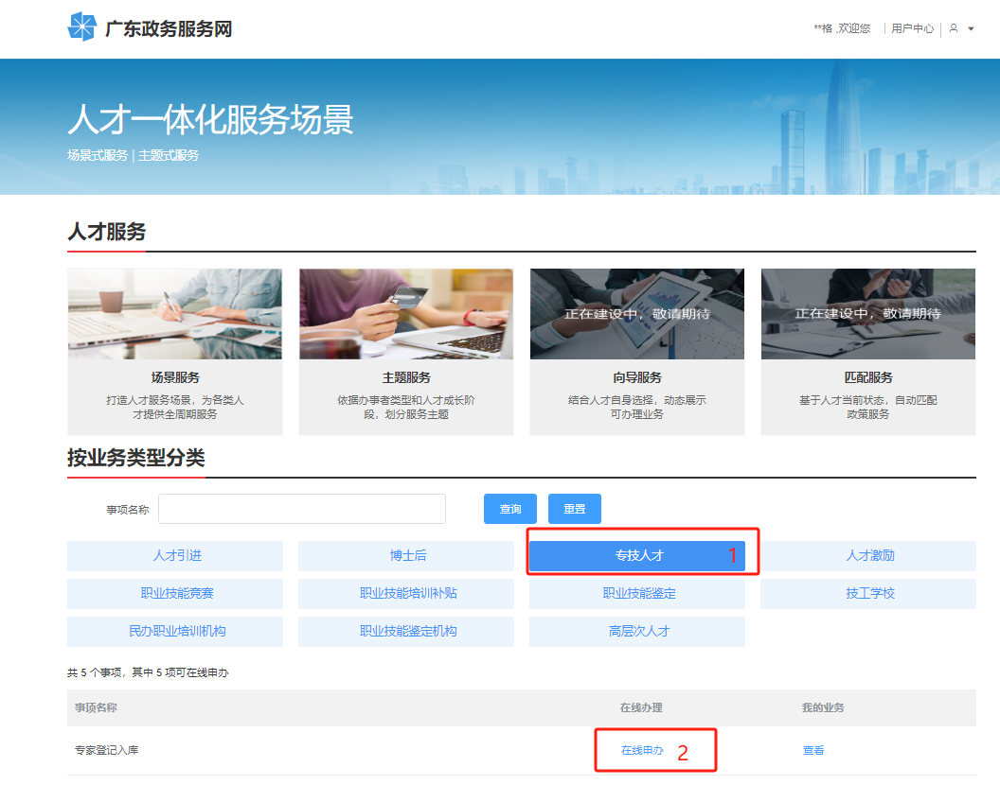 广东政务服务网
**格 ,欢迎您
用户中心
人才一体化服务场景
场景式服务 | 主题式服务
人才服务
正在建设中，敬请期待
正在建设中，敬请期待
场景服务
打造人才服务场景，为各类人
才提供全周期服务
主题服务
依据办事者类型和人才成长阶
段，划分服务主题
向导服务
结合人才自身选择，动态展示
可办理业务
匹配服务
基于人才当前状态，自动匹配
政策服务
按业务类型分类
事项名称
查询
重置
人才引进
博士后
专技人才
1
人才激励
职业技能竞赛
职业技能培训补贴
职业技能鉴定
技工学校
民办职业培训机构
职业技能鉴定机构
高层次人才
共 5 个事项，其中 5 项可在线申办
事项名称
在线办理
我的业务
专家登记入库
在线申办
2
查看